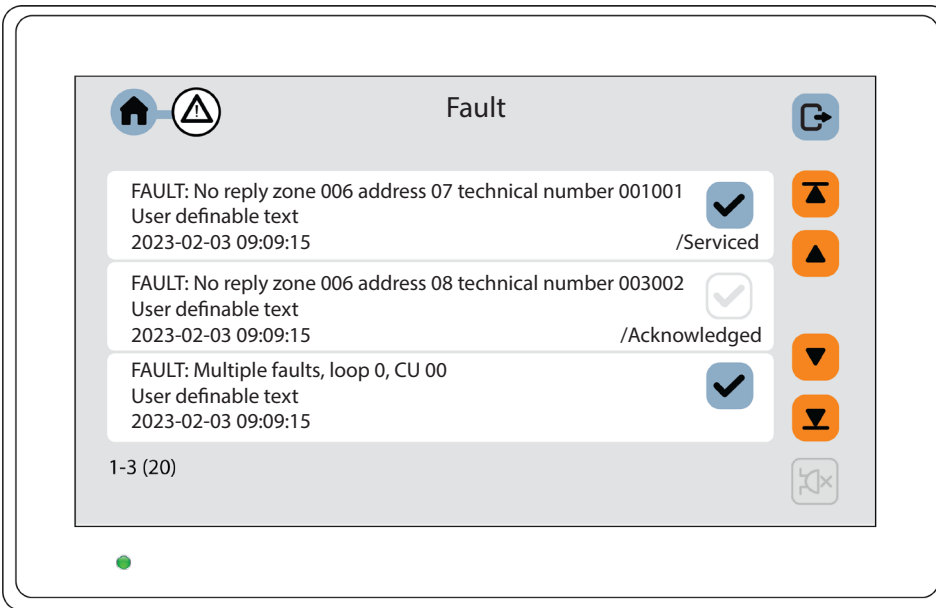 Fault
FAULT: No reply zone 006 address 07 technical number 001001
User definable text
2023-02-03 09:09:15
/Serviced
FAULT: No reply zone 006 address 08 technical number 003002
User definable text
2023-02-03 09:09:15
/Acknowledged
FAULT: Multiple faults, loop 0, CU 00
User definable text
2023-02-03 09:09:15
1-3 (20)